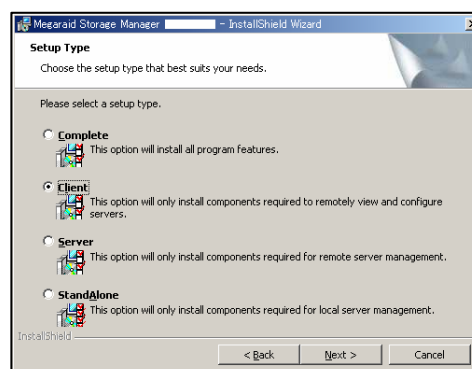 Megaraid Storage Manager - InstallShield Wizard
Setup Type
Choose the setup type that best suits your needs.
Please select a setup type.
Complete
This option will install all program features.
Client
This option will only install components required to remotely view and configure
servers.
Server
This option will only install components required for remote server management.
StandAlone
This option will only install components required for local server management.
InstallShield
< Back Next > Cancel